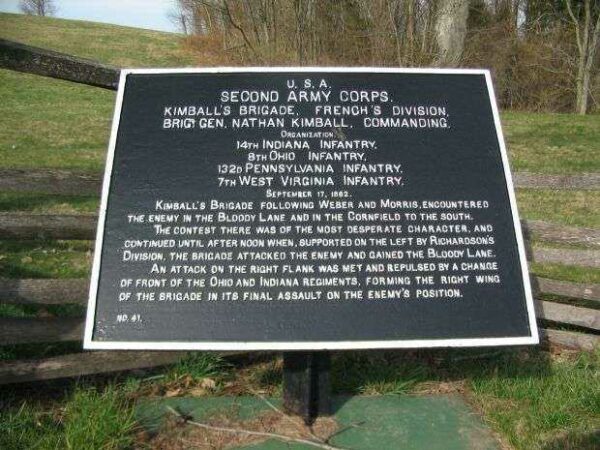 U.S.A.
SECOND ARMY CORPS.
KIMBALL'S BRIGADE, FRENCH'S DIVISION,
BRIG. GEN. NATHAN KIMBALL, COMMANDING.
ORGANIZATION.
14TH INDIANA INFANTRY,
8TH OHIO INFANTRY,
132D PENNSYLVANIA INFANTRY,
7TH WEST VIRGINIA INFANTRY.
SEPTEMBER 17, 1862.
KIMBALL'S BRIGADE FOLLOWING WEBER AND MORRIS, ENCOUNTERED
THE ENEMY IN THE BLOODY LANE AND IN THE CORNFIELD TO THE SOUTH.
THE CONTEST THERE WAS OF THE MOST DESPERATE CHARACTER, AND
CONTINUED UNTIL AFTER NOON WHEN, SUPPORTED ON THE LEFT BY RICHARDSON'S
DIVISION, THE BRIGADE ATTACKED THE ENEMY AND GAINED THE BLOODY LANE.
AN ATTACK ON THE RIGHT FLANK WAS MET AND REPULSED BY A CHANGE
OF FRONT OF THE OHIO AND INDIANA REGIMENTS, FORMING THE RIGHT WING
OF THE BRIGADE IN ITS FINAL ASSAULT ON THE ENEMY'S POSITION.
NO. 41.